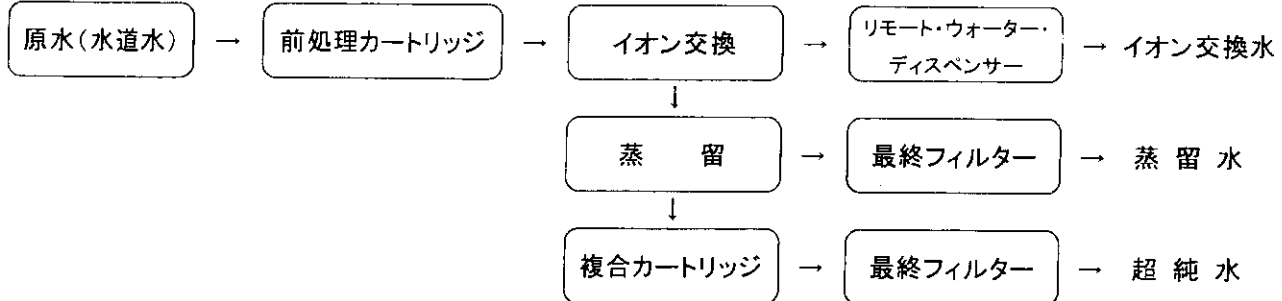 原水(水道水) → 前処理カートリッジ → イオン交換 → リモート・ウォーター・
ディスペンサー → イオン交換水
↓
蒸 留 → 最終フィルター → 蒸 留 水
↓
複合カートリッジ → 最終フィルター → 超 純 水